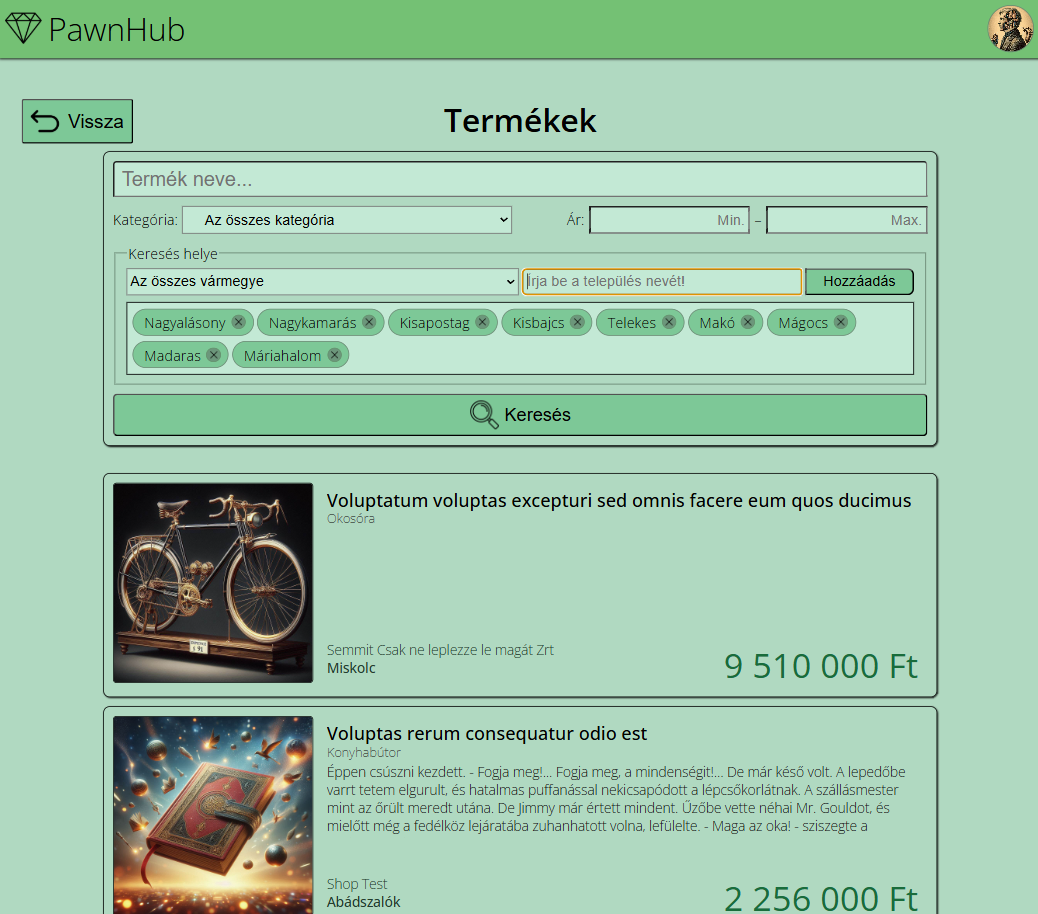 PawnHub
Vissza
Termékek
Termék neve...
Kategória: Az összes kategória Ár: Min. – Max.
Keresés helye
Az összes vármegye Írja be a település nevét! Hozzáadás
Nagyalásony Nagykamarás Kisapostag Kisbajcs Telekes Makó Mágocs
Madaras Máriahalom
Keresés
Voluptatum voluptas excepturi sed omnis facere eum quos ducimus
Okosóra
Semmit Csak ne leplezze le magát Zrt
Miskolc
9 510 000 Ft
Voluptas rerum consequatur odio est
Konyhabútor
Éppen csúszni kezdett. - Fogja meg!... Fogja meg, a mindenségit!... De már késő volt. A lepedőbe
varrt tetem elgurult, és hatalmas puffanással nekicsapódott a lépcsőkorlátnak. A szállásmester
mint az őrült meredt utána. De Jimmy már értett mindent. Űzőbe vette néhai Mr. Gouldot, és
mielőtt még a fedélköz lejáratába zuhanhatott volna, lefülelte. - Maga az oka! - sziszegte a
Shop Test
Abádszalók
2 256 000 Ft